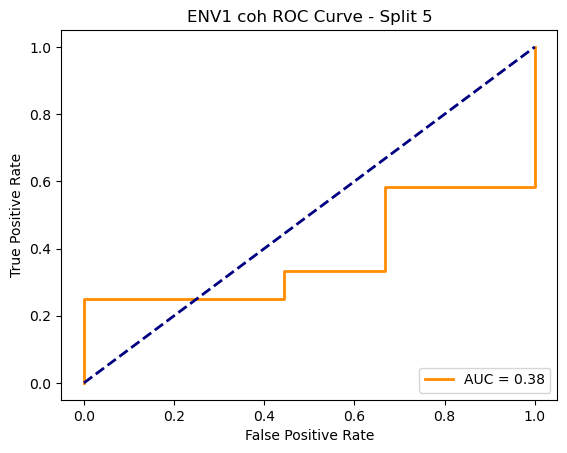 ENV1 coh ROC Curve - Split 5
True Positive Rate
1.0
0.8
0.6
0.4
0.2
0.0
AUC = 0.38
0.0 0.2 0.4 0.6 0.8 1.0
False Positive Rate